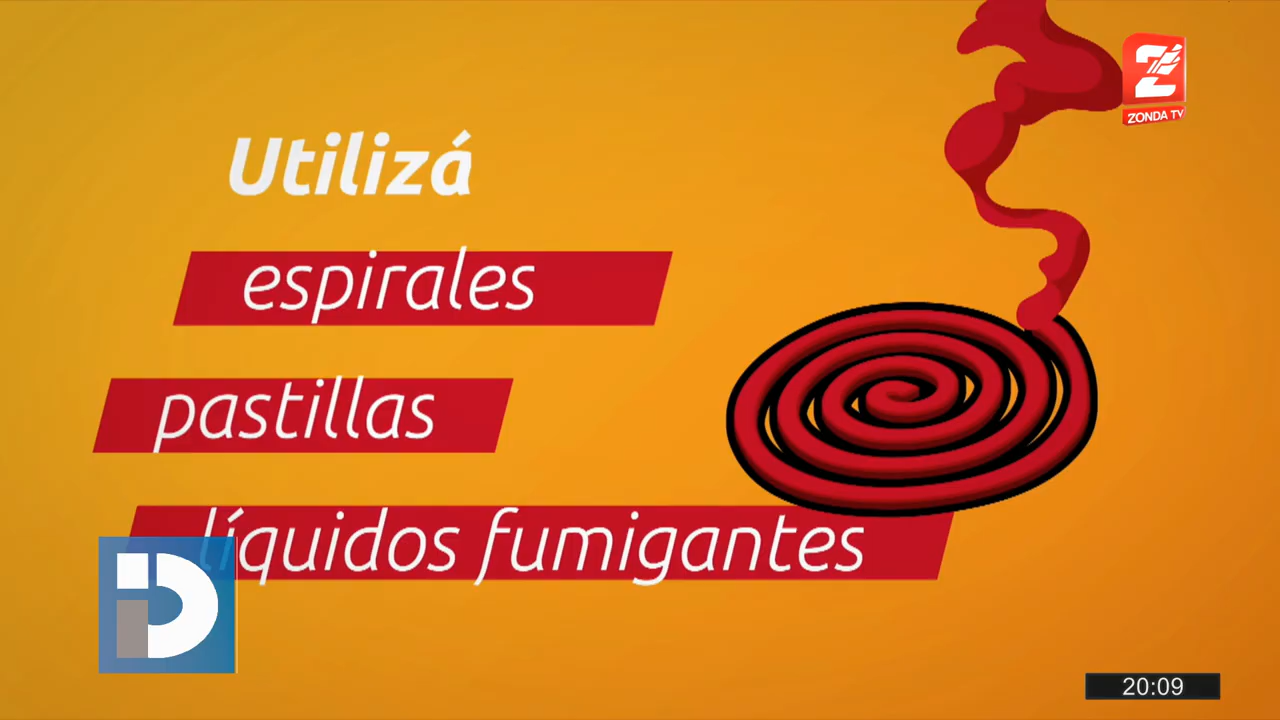 Utilizá
espirales
pastillas
líquidos fumigantes
ZONDA TV
20:09